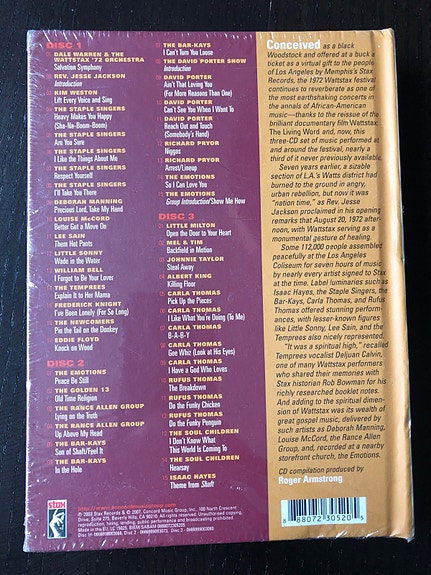 DISC 1
DALE WARREN & THE
WATTSTAX '72 ORCHESTRA
Salvation Symphony
REV. JESSE JACKSON
Introduction
KIM WESTON
Lift Every Voice and Sing
THE STAPLE SINGERS
Heavy Makes You Happy
(Sha-Na-Boom-Boom)
THE STAPLE SINGERS
Are You Sure
THE STAPLE SINGERS
I Like the Things About Me
THE STAPLE SINGERS
Respect Yourself
THE STAPLE SINGERS
I'll Take You There
DEBORAH MANNING
Precious Lord, Take My Hand
LOUISE McCORD
Better Get a Move On
LEE SAIN
Them Hot Pants
LITTLE SONNY
Wade in the Water
WILLIAM BELL
I Forgot to Be Your Lover
THE TEMPREES
Explain It to Her Mama
FREDERICK KNIGHT
I've Been Lonely (For So Long)
THE NEWCOMERS
Pin the Tail on the Donkey
EDDIE FLOYD
Knock on Wood
DISC 2
THE EMOTIONS
Peace Be Still
THE GOLDEN 13
Old Time Religion
THE RANCE ALLEN GROUP
Lying on the Truth
THE RANCE ALLEN GROUP
Up Above My Head
THE BAR-KAYS
Son of Shaft/Feel It
THE BAR-KAYS
In the Hole
THE BAR-KAYS
I Can't Turn You Loose
THE DAVID PORTER SHOW
Introduction
DAVID PORTER
Ain't That Loving You
(For More Reasons Than One)
DAVID PORTER
Can't See You When I Want To
DAVID PORTER
Reach Out and Touch
(Somebody's Hand)
RICHARD PRYOR
Niggas
RICHARD PRYOR
Arrest/Lineup
THE EMOTIONS
So I Can Love You
THE EMOTIONS
Group Introduction/Show Me How
DISC 3
LITTLE MILTON
Open the Door to Your Heart
MEL & TIM
Backfield in Motion
JOHNNIE TAYLOR
Steal Away
ALBERT KING
Killing Floor
CARLA THOMAS
Pick Up the Pieces
CARLA THOMAS
I Like What You're Doing (To Me)
CARLA THOMAS
B-A-B-Y
CARLA THOMAS
Gee Whiz (Look at His Eyes)
CARLA THOMAS
I Have a God Who Loves
RUFUS THOMAS
The Breakdown
RUFUS THOMAS
Do the Funky Chicken
RUFUS THOMAS
Do the Funky Penguin
THE SOUL CHILDREN
I Don't Know What
This World Is Coming To
THE SOUL CHILDREN
Hearsay
ISAAC HAYES
Theme from Shaft
Conceived as a black
Woodstock and offered at a buck a
ticket as a virtual gift to the people
of Los Angeles by Memphis's Stax
Records, the 1972 Wattstax festival
continues to reverberate as one of
the most earthshaking concerts in
the annals of African-American
music—thanks to the reissue of the
brilliant documentary film Wattstax:
The Living Word and, now, this
three-CD set of music performed at
and around the festival, nearly a
third of it never previously available.
Seven years earlier, a sizable
section of L.A.'s Watts district had
burned to the ground in angry,
urban rebellion, but now it was
"nation time," as Rev. Jesse
Jackson proclaimed in his opening
remarks that August 20, 1972 after-
noon, with Wattstax serving as a
monumental gesture of healing.
Some 112,000 people assembled
peacefully at the Los Angeles
Coliseum for seven hours of music
by nearly every artist signed to Stax
at the time. Label luminaries such as
Isaac Hayes, the Staple Singers, the
Bar-Kays, Carla Thomas, and Rufus
Thomas offered stunning perform-
ances, with lesser-known figures
like Little Sonny, Lee Sain, and the
Temprees also nicely represented.
"It was a spiritual high," recalled
Temprees vocalist Deljuan Calvin,
one of many Wattstax performers
who shared their memories with
Stax historian Rob Bowman for his
richly researched booklet notes.
And adding to the spiritual dimen-
sion of Wattstax was its wealth of
great gospel music, delivered by
such artists as Deborah Manning,
Louise McCord, the Rance Allen
Group, and, recorded at a nearby
storefront church, the Emotions.
CD compilation produced by
Roger Armstrong
stax
8 88072 30520 5